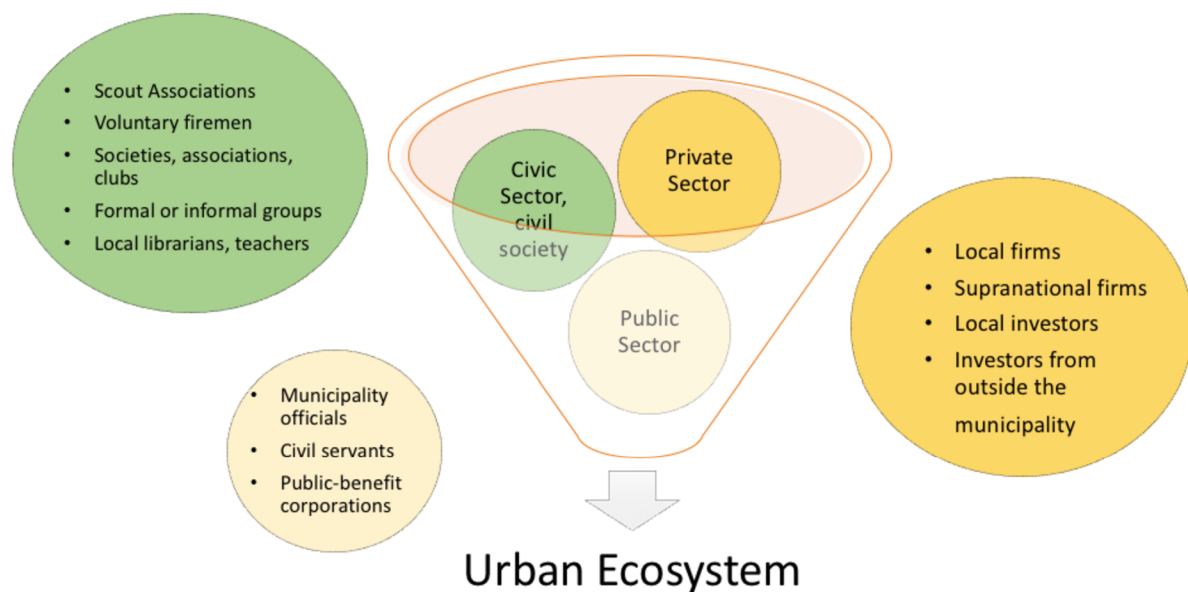 • Scout Associations
• Voluntary firemen
• Societies, associations,
clubs
• Formal or informal groups
• Local librarians, teachers
Civic
Sector,
civil
society
Private
Sector
Public
Sector
• Local firms
• Supranational firms
• Local investors
• Investors from
outside the
municipality
• Municipality
officials
• Civil servants
• Public-benefit
corporations
Urban Ecosystem